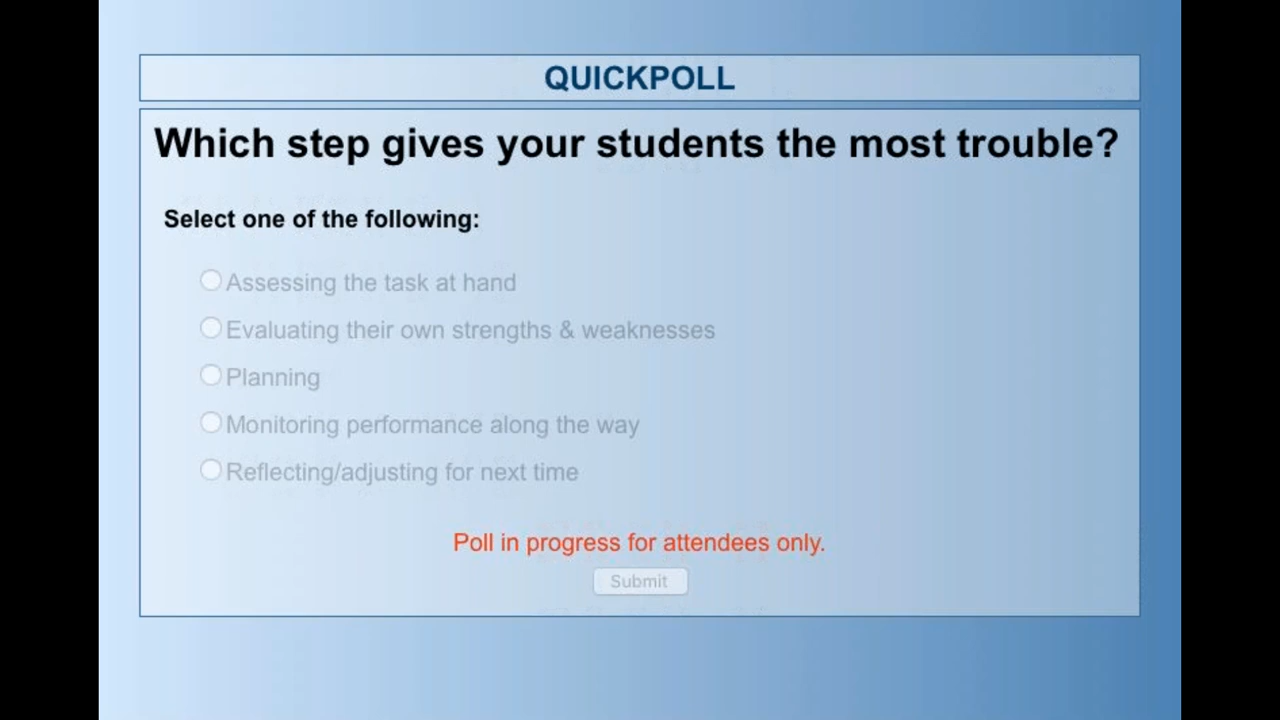 QUICKPOLL
Which step gives your students the most trouble?
Select one of the following:
Assessing the task at hand
Evaluating their own strengths & weaknesses
Planning
Monitoring performance along the way
Reflecting/adjusting for next time
Poll in progress for attendees only.
Submit